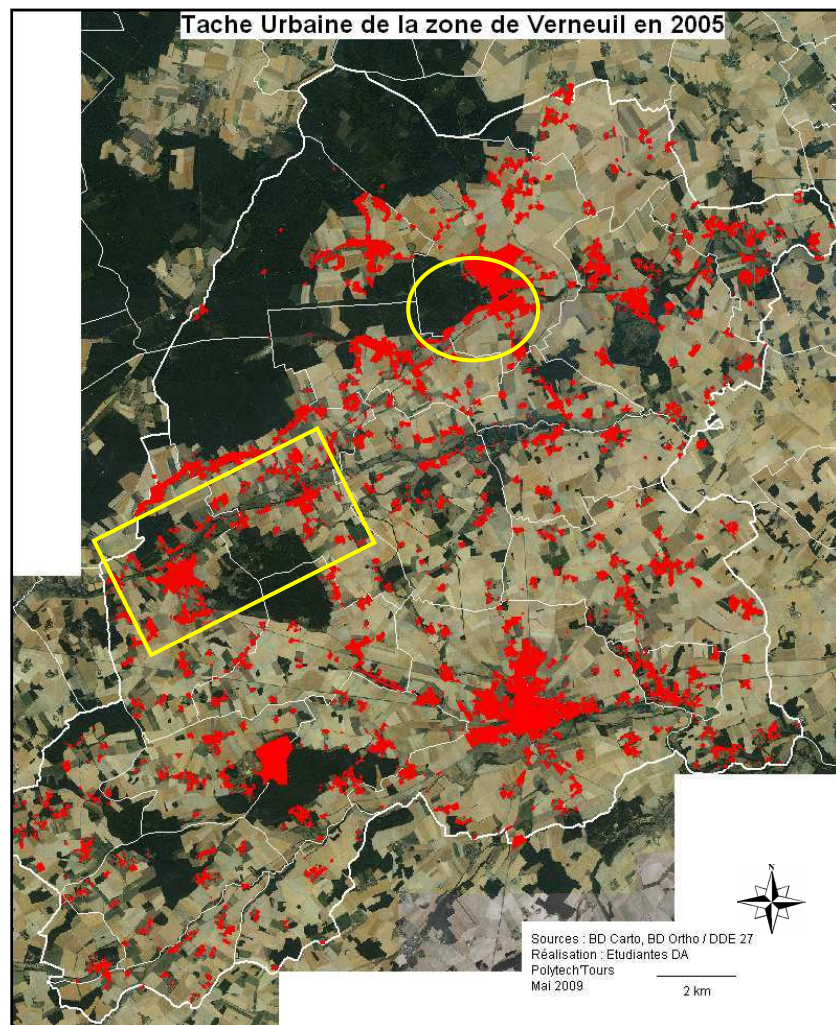 Tache Urbaine de la zone de Verneuil en 2005
N
Sources : BD Carto, BD Ortho / DDE 27
Réalisation : Etudiantes DA
Polytech'Tours
Mai 2009
2 km